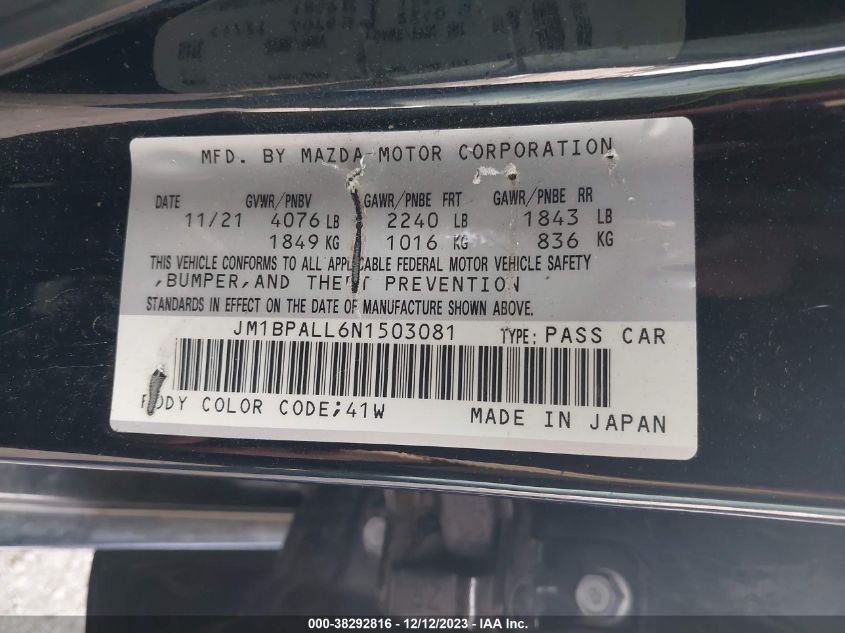 MFD. BY MAZDA MOTOR CORPORATION
DATE GVWR/PNBV GAWR/PNBE FRT GAWR/PNBE RR
11/21 4076 LB 2240 LB 1843 LB
1849 KG 1016 KG 836 KG
THIS VEHICLE CONFORMS TO ALL APPLICABLE FEDERAL MOTOR VEHICLE SAFETY
,BUMPER,AND THEFT PREVENTION
STANDARDS IN EFFECT ON THE DATE OF MANUFACTURE SHOWN ABOVE.
JM1BPALL6N1503081 TYPE: PASS CAR
BODY COLOR CODE;41W MADE IN JAPAN
000-38292816 - 12/12/2023 - IAAI.COM